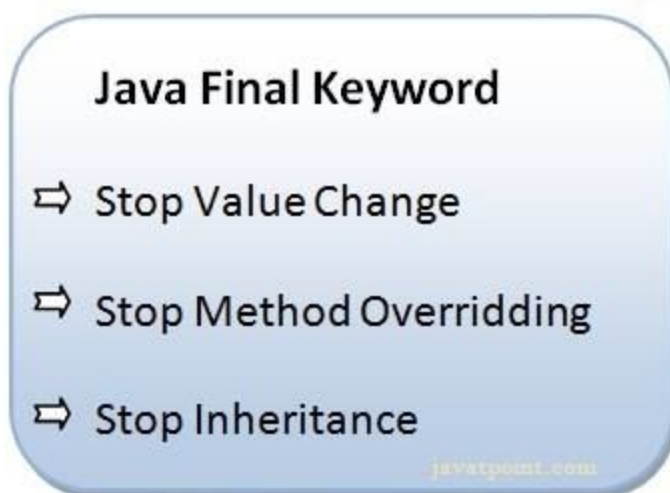 Java Final Keyword
Stop Value Change
Stop Method Overridding
Stop Inheritance
javatpoint.com